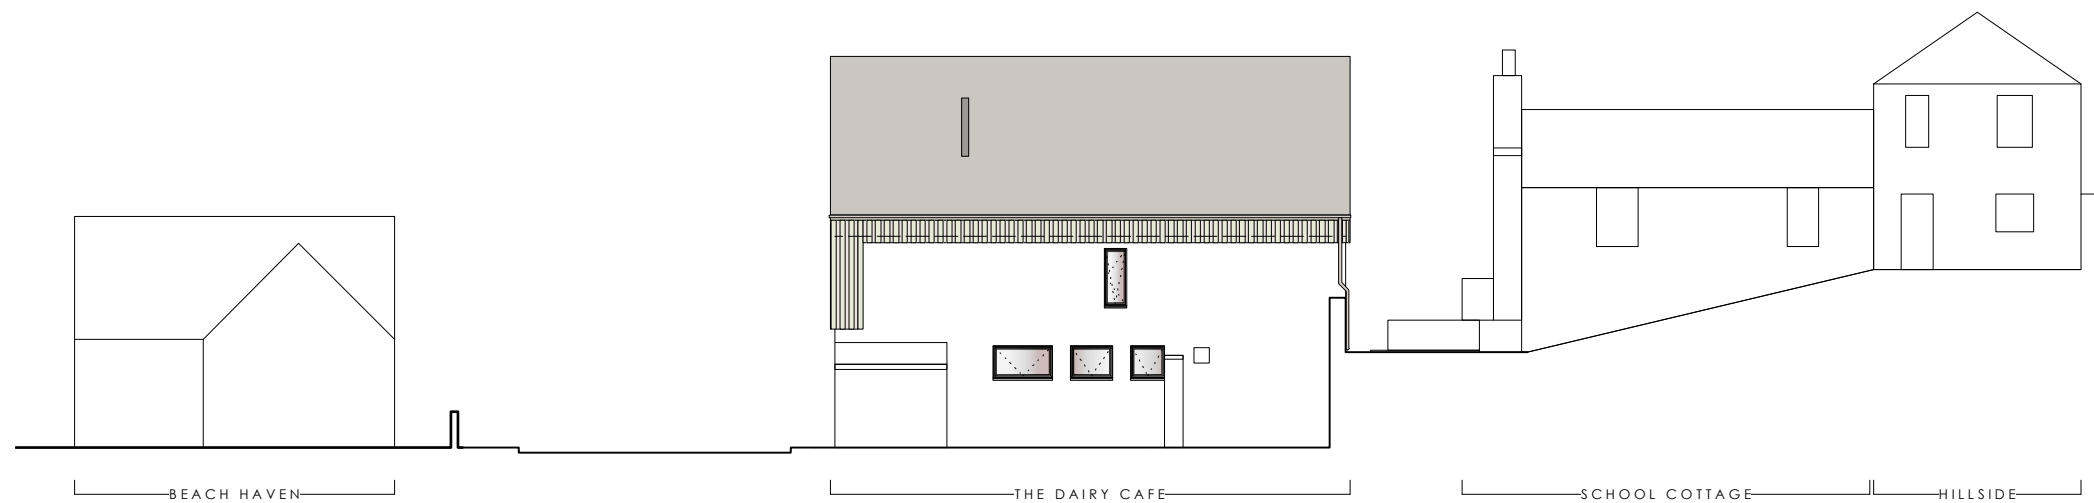 BEACH HAVEN
THE DAIRY CAFE
SCHOOL COTTAGE
HILLSIDE